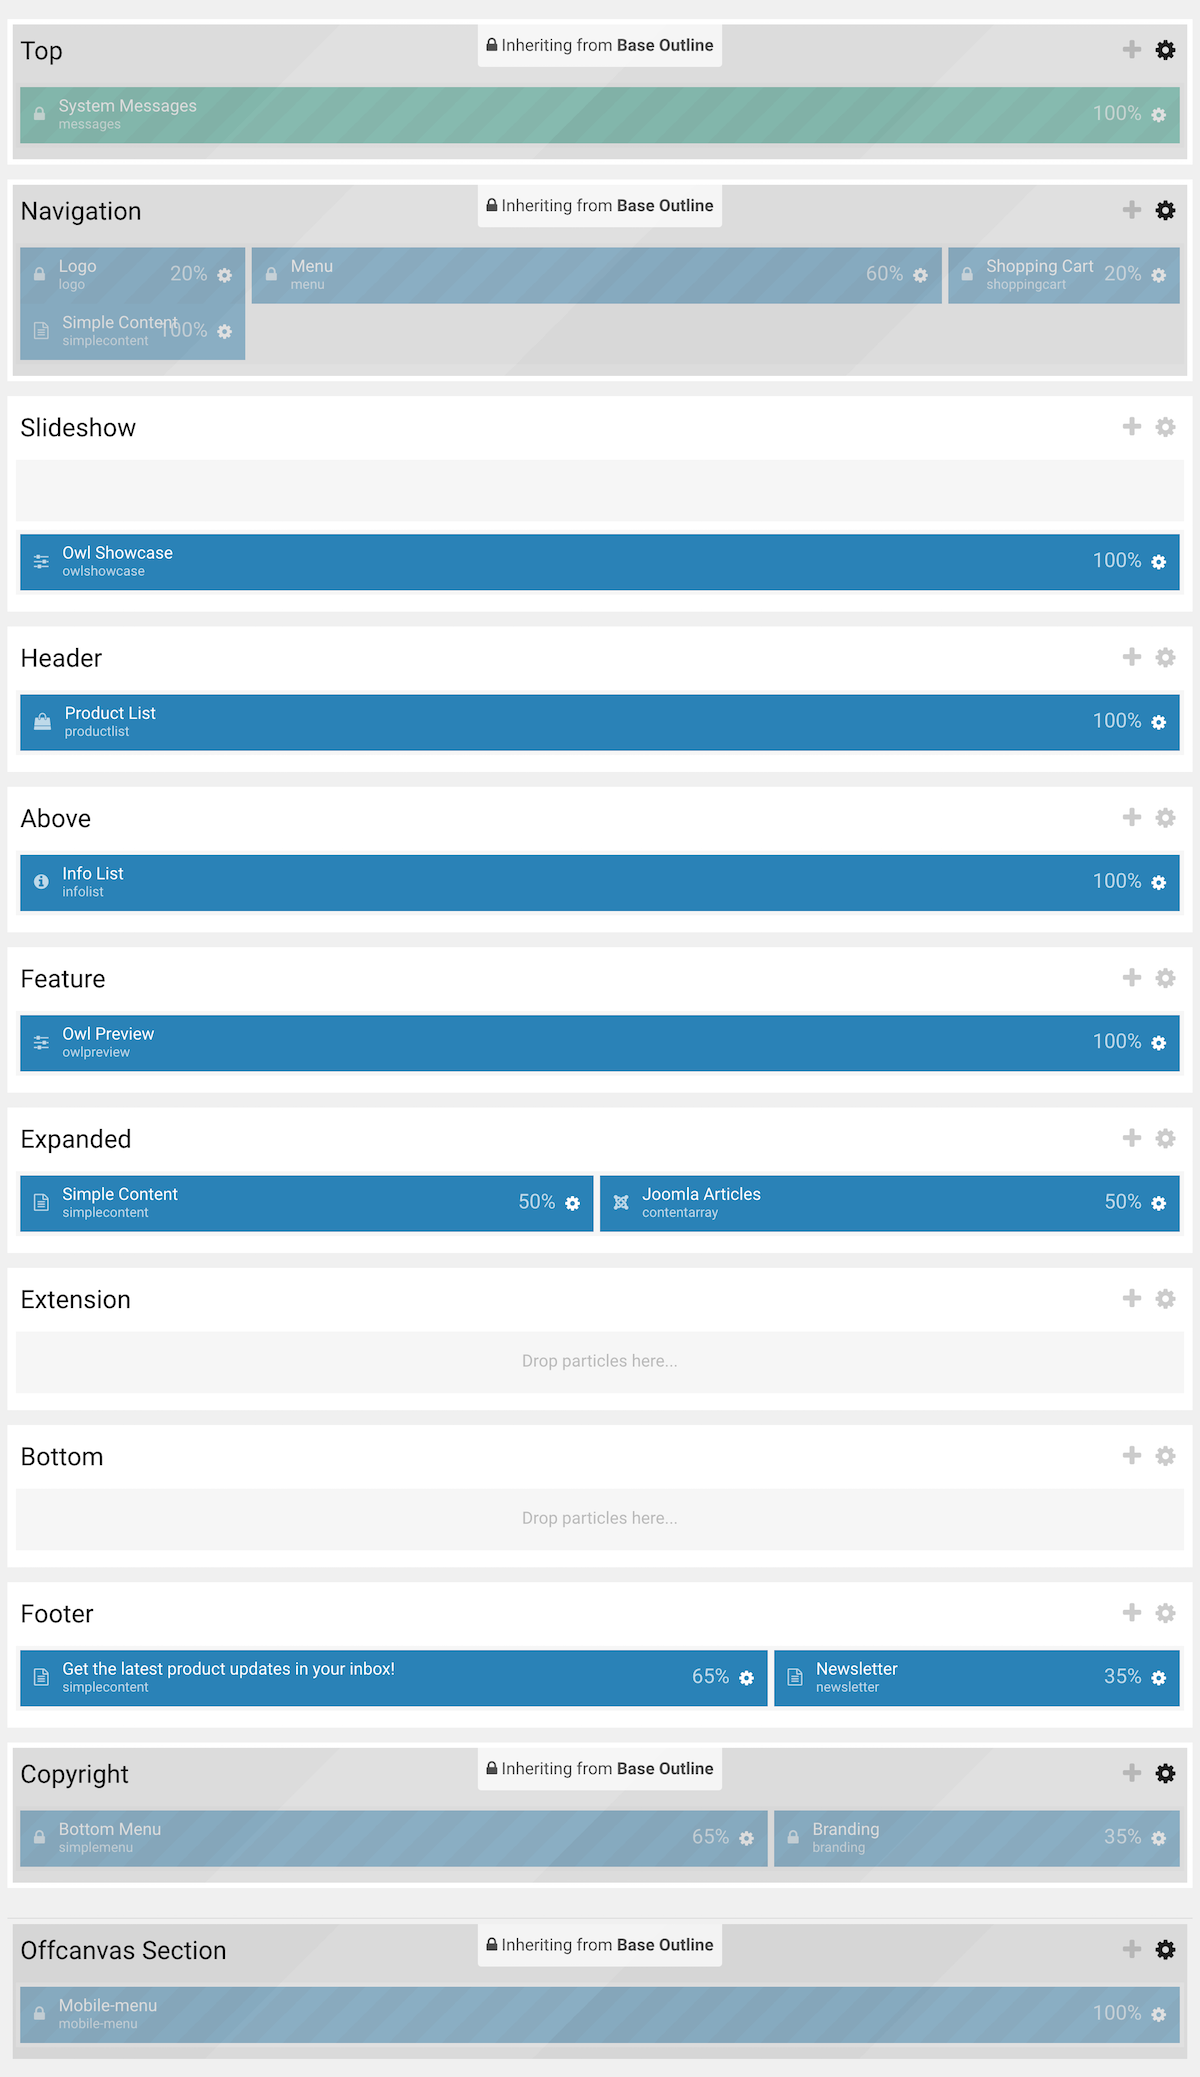 Top
Inheriting from Base Outline
System Messages
messages
100%
Navigation
Inheriting from Base Outline
Logo
logo
20%
Menu
menu
60%
Shopping Cart
shoppingcart
20%
Simple Content
simplecontent
100%
Slideshow
Owl Showcase
owlshowcase
100%
Header
Product List
productlist
100%
Above
Info List
infolist
100%
Feature
Owl Preview
owlpreview
100%
Expanded
Simple Content
simplecontent
50%
Joomla Articles
contentarray
50%
Extension
Drop particles here...
Bottom
Drop particles here...
Footer
Get the latest product updates in your inbox!
simplecontent
65%
Newsletter
newsletter
35%
Copyright
Inheriting from Base Outline
Bottom Menu
simplemenu
65%
Branding
branding
35%
Offcanvas Section
Inheriting from Base Outline
Mobile-menu
mobile-menu
100%